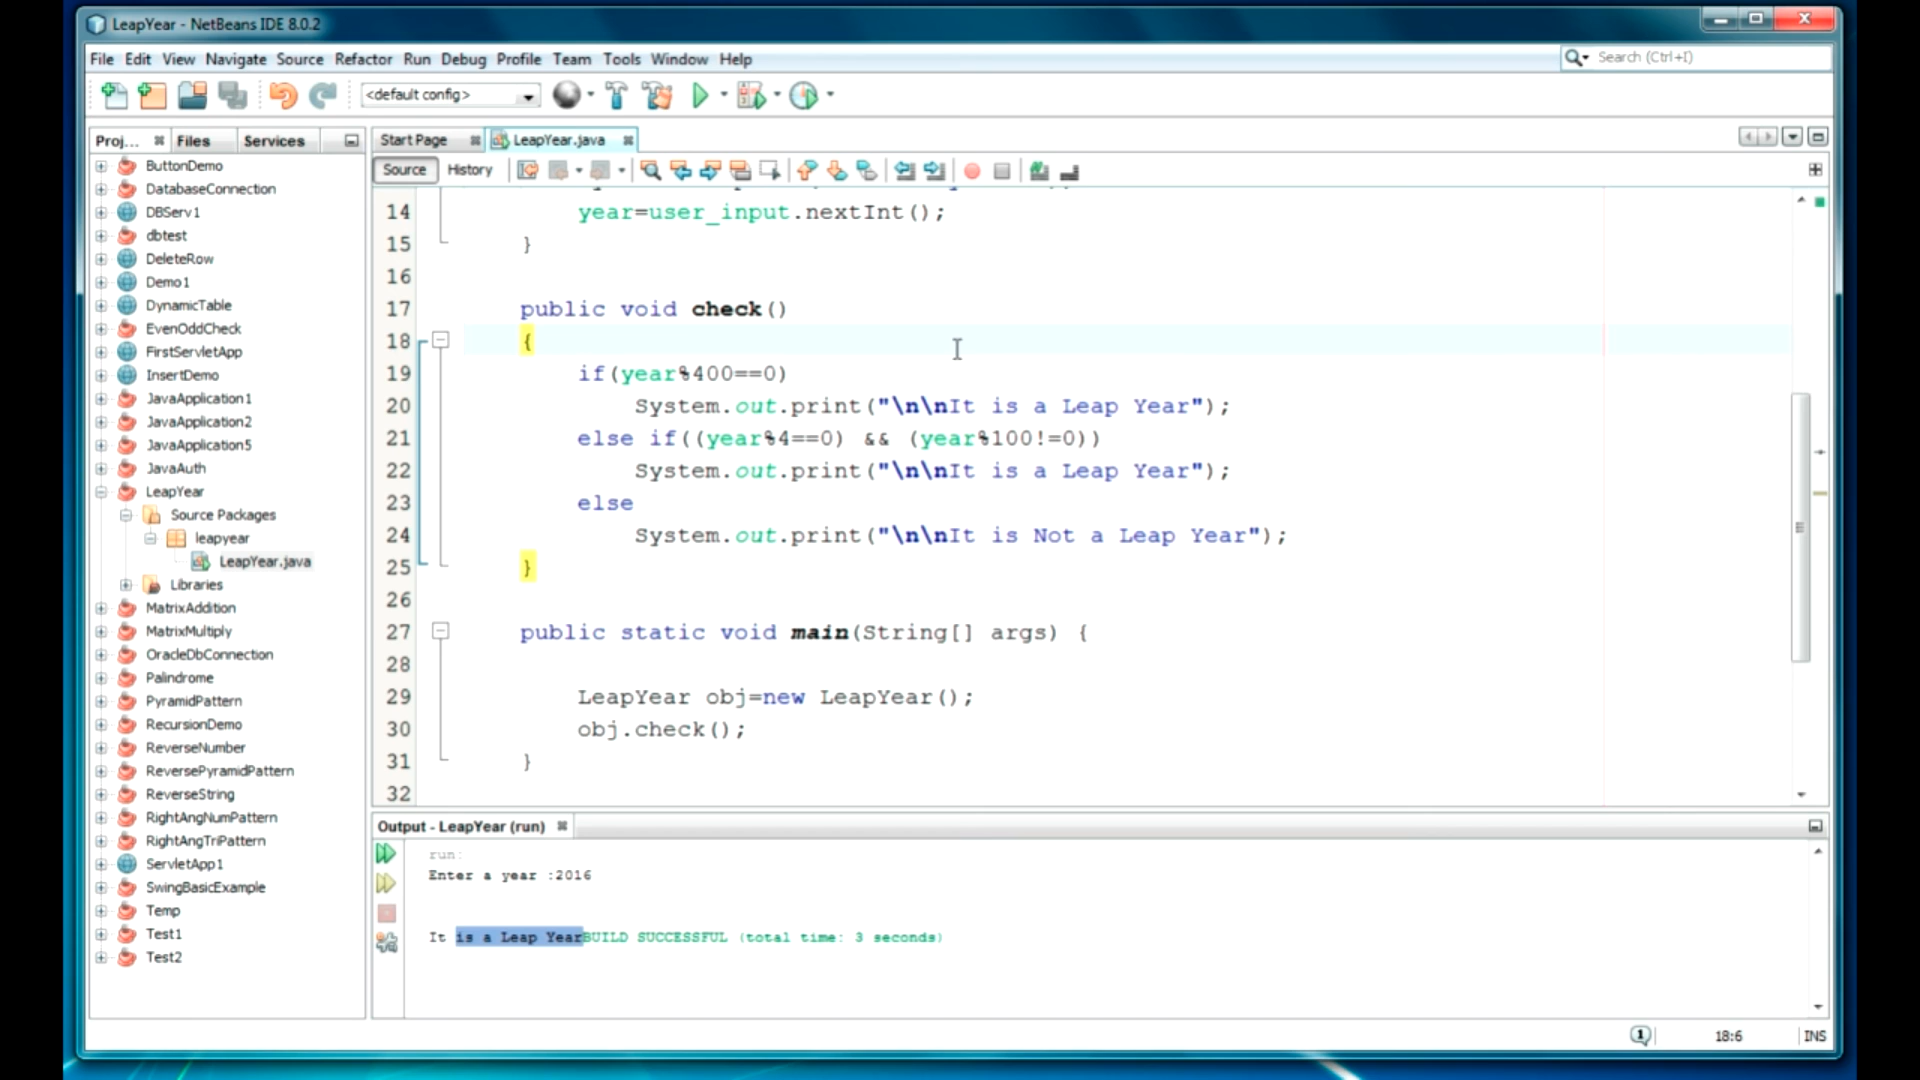 LeapYear - NetBeans IDE 8.0.2
File Edit View Navigate Source Refactor Run Debug Profile Team Tools Window Help
Search (Ctrl+I)
<default config>
Proj... Files Services
Start Page LeapYear.java
Source History
ButtonDemo
DatabaseConnection
DBServ1
dbtest
DeleteRow
Demo1
DynamicTable
EvenOddCheck
FirstServletApp
InsertDemo
JavaApplication1
JavaApplication2
JavaApplication5
JavaAuth
LeapYear
Source Packages
leapyear
LeapYear.java
Libraries
MatrixAddition
MatrixMultiply
OracleDbConnection
Palindrome
PyramidPattern
RecursionDemo
ReverseNumber
ReversePyramidPattern
ReverseString
RightAngNumPattern
RightAngTriPattern
ServletApp1
SwingBasicExample
Temp
Test1
Test2
14 year=user_input.nextInt();
15 }
16
17 public void check()
18 {
19 if(year%400==0)
20 System.out.print("\n\nIt is a Leap Year");
21 else if((year%4==0) && (year%100!=0))
22 System.out.print("\n\nIt is a Leap Year");
23 else
24 System.out.print("\n\nIt is Not a Leap Year");
25 }
26
27 public static void main(String[] args) {
28
29 LeapYear obj=new LeapYear();
30 obj.check();
31 }
32
Output - LeapYear (run)
run:
Enter a year :2016
It is a Leap YearBUILD SUCCESSFUL (total time: 3 seconds)
1 18:6 INS